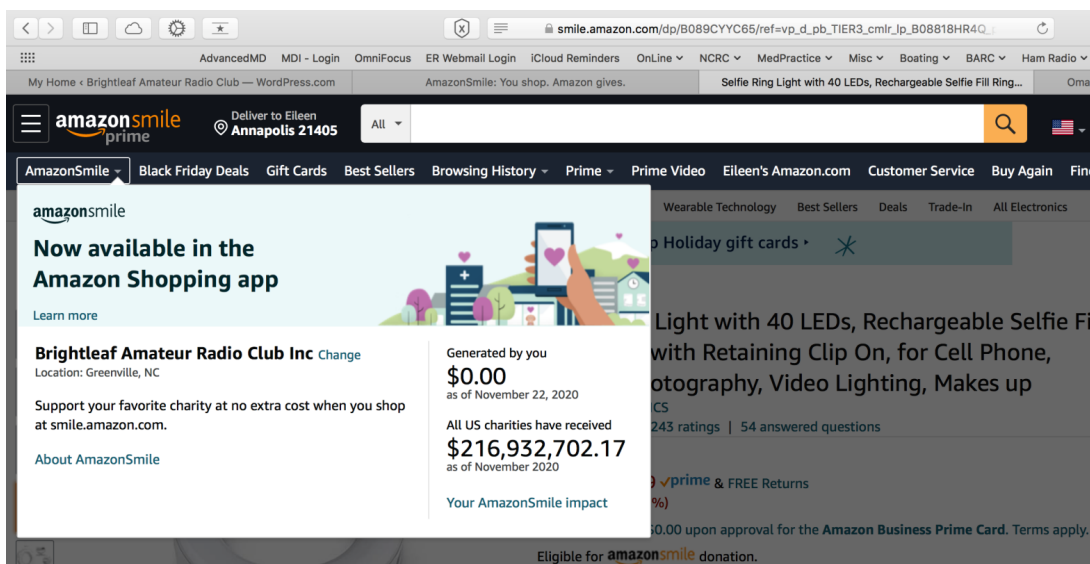 smile.amazon.com/dp/B089CYYC65/ref=vp_d_pb_TIER3_cmlr_lp_B08818HR4Q_
AdvancedMD MDI - Login OmniFocus ER Webmail Login iCloud Reminders OnLine NCRC MedPractice Misc Boating BARC Ham Radio
My Home ‹ Brightleaf Amateur Radio Club — WordPress.com AmazonSmile: You shop. Amazon gives. Selfie Ring Light with 40 LEDs, Rechargeable Selfie Fill Ring...
amazonsmile
prime
Deliver to Eileen
Annapolis 21405
All
AmazonSmile Black Friday Deals Gift Cards Best Sellers Browsing History Prime Prime Video Eileen's Amazon.com Customer Service Buy Again
Wearable Technology Best Sellers Deals Trade-In All Electronics
amazonsmile
Now available in the
Amazon Shopping app
Learn more
Holiday gift cards ›
Brightleaf Amateur Radio Club Inc Change
Location: Greenville, NC
Support your favorite charity at no extra cost when you shop
at smile.amazon.com.
About AmazonSmile
Generated by you
$0.00
as of November 22, 2020
All US charities have received
$216,932,702.17
as of November 2020
Your AmazonSmile impact
Light with 40 LEDs, Rechargeable Selfie Fi
with Retaining Clip On, for Cell Phone,
otography, Video Lighting, Makes up
ICS
243 ratings | 54 answered questions
prime & FREE Returns
%)
0.00 upon approval for the Amazon Business Prime Card. Terms apply.
Eligible for amazonsmile donation.